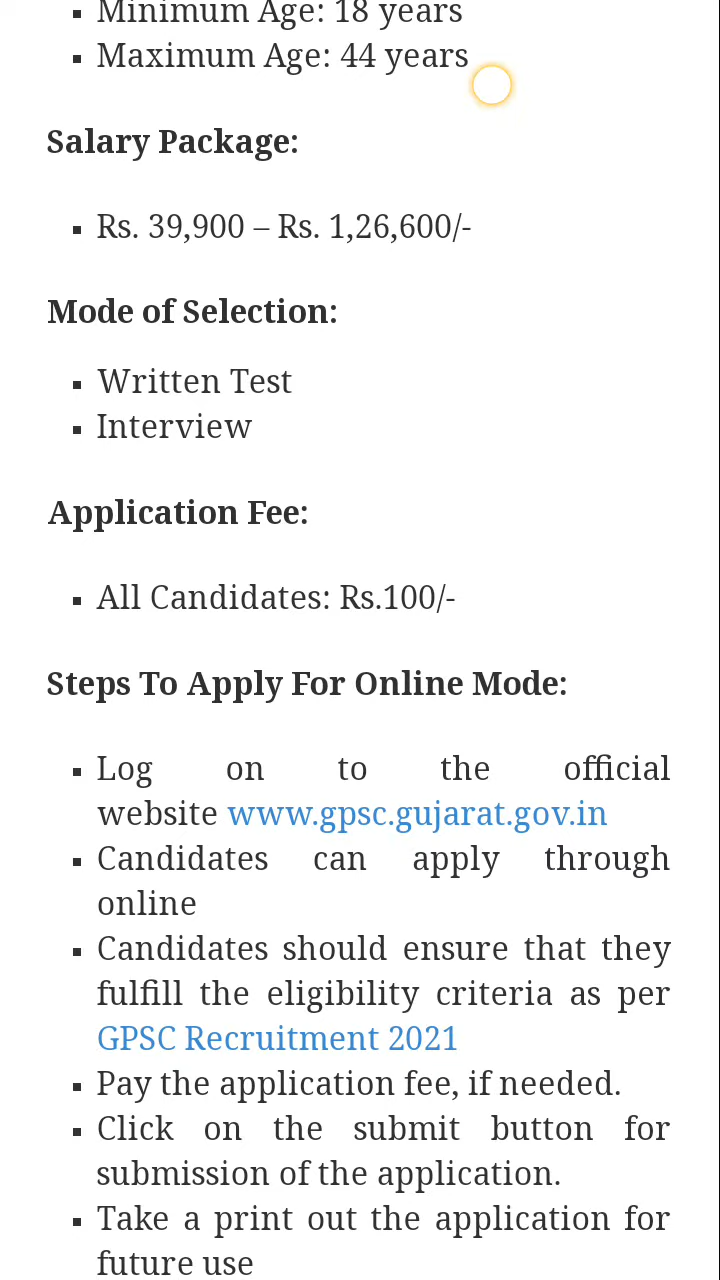 Minimum Age: 18 years
Maximum Age: 44 years
Salary Package:
Rs. 39,900 – Rs. 1,26,600/-
Mode of Selection:
Written Test
Interview
Application Fee:
All Candidates: Rs.100/-
Steps To Apply For Online Mode:
Log on to the official
website www.gpsc.gujarat.gov.in
Candidates can apply through
online
Candidates should ensure that they
fulfill the eligibility criteria as per
GPSC Recruitment 2021
Pay the application fee, if needed.
Click on the submit button for
submission of the application.
Take a print out the application for
future use